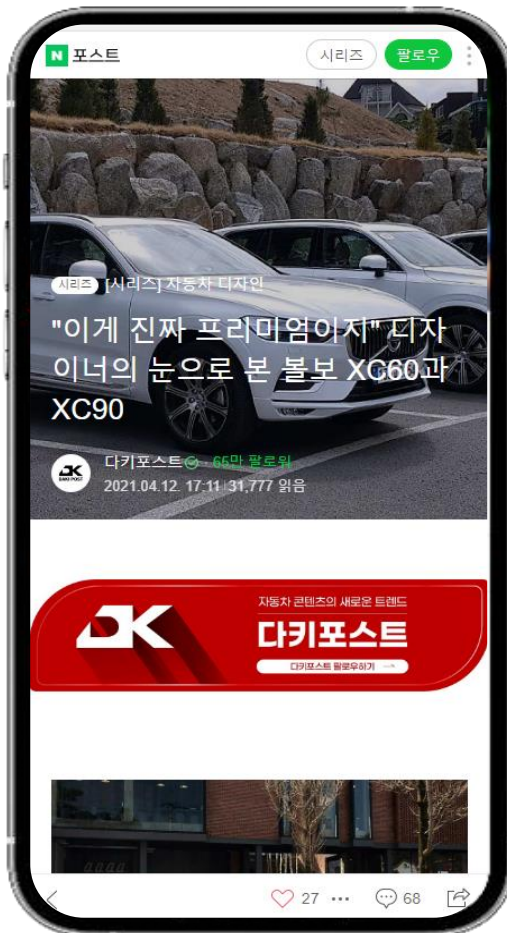 N 포스트
시리즈
팔로우
시리즈 [시리즈] 자동차 디자인
"이게 진짜 프리미엄이지" 디자
이너의 눈으로 본 볼보 XC60과
XC90
다키포스트 · 65만 팔로워
2021.04.12. 17:11 31,777 읽음
DK
자동차 콘텐츠의 새로운 트렌드
다키포스트
다키포스트 팔로우하기
27
68